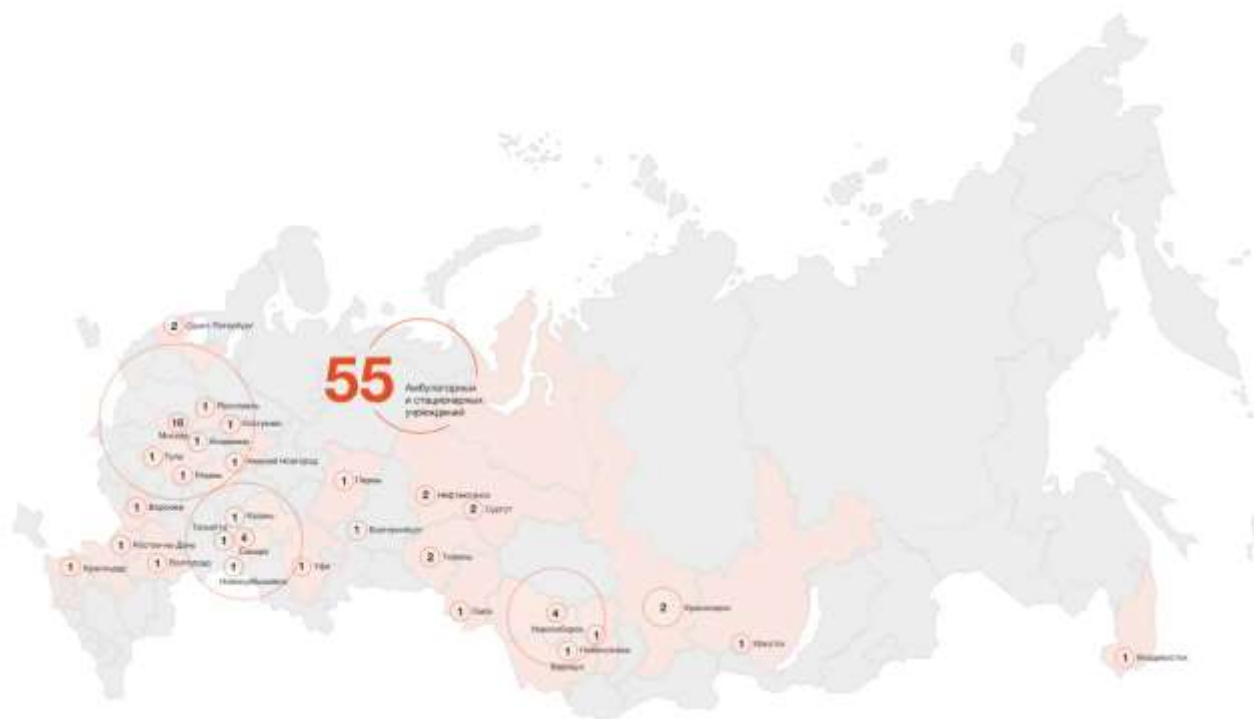 2 Санкт-Петербург
55
Амбулаторных
и стационарных
учреждений
1 Ярославль
1
Москва
1 Владимир
1 Тула
1 Рязань
1 Нижний Новгород
1 Пермь
2 Нефтеюганск
2 Сургут
1 Воронеж
1 Казань
Тольятти
1
4
Самара
1
Новокуйбышевск
1 Екатеринбург
1 Ростов-на-Дону
1 Волгоград
1 Краснодар
1 Уфа
2 Тюмень
1 Омск
4
Новосибирск
1
Новокузнецк
1
Барнаул
2 Красноярск
1 Иркутск
1 Владивосток